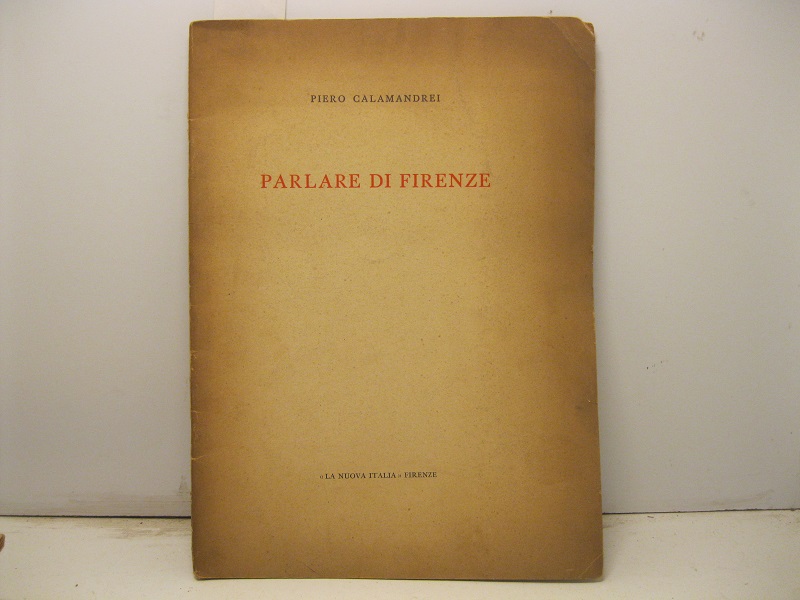 PIERO CALAMANDREI
PARLARE DI FIRENZE
«LA NUOVA ITALIA» FIRENZE